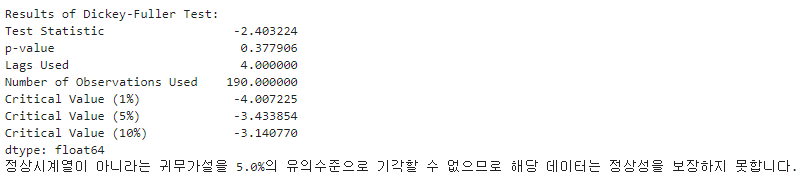 Results of Dickey-Fuller Test:
Test Statistic -2.403224
p-value 0.377906
Lags Used 4.000000
Number of Observations Used 190.000000
Critical Value (1%) -4.007225
Critical Value (5%) -3.433854
Critical Value (10%) -3.140770
dtype: float64
정상시계열이 아니라는 귀무가설을 5.0%의 유의수준으로 기각할 수 없으므로 해당 데이터는 정상성을 보장하지 못합니다.